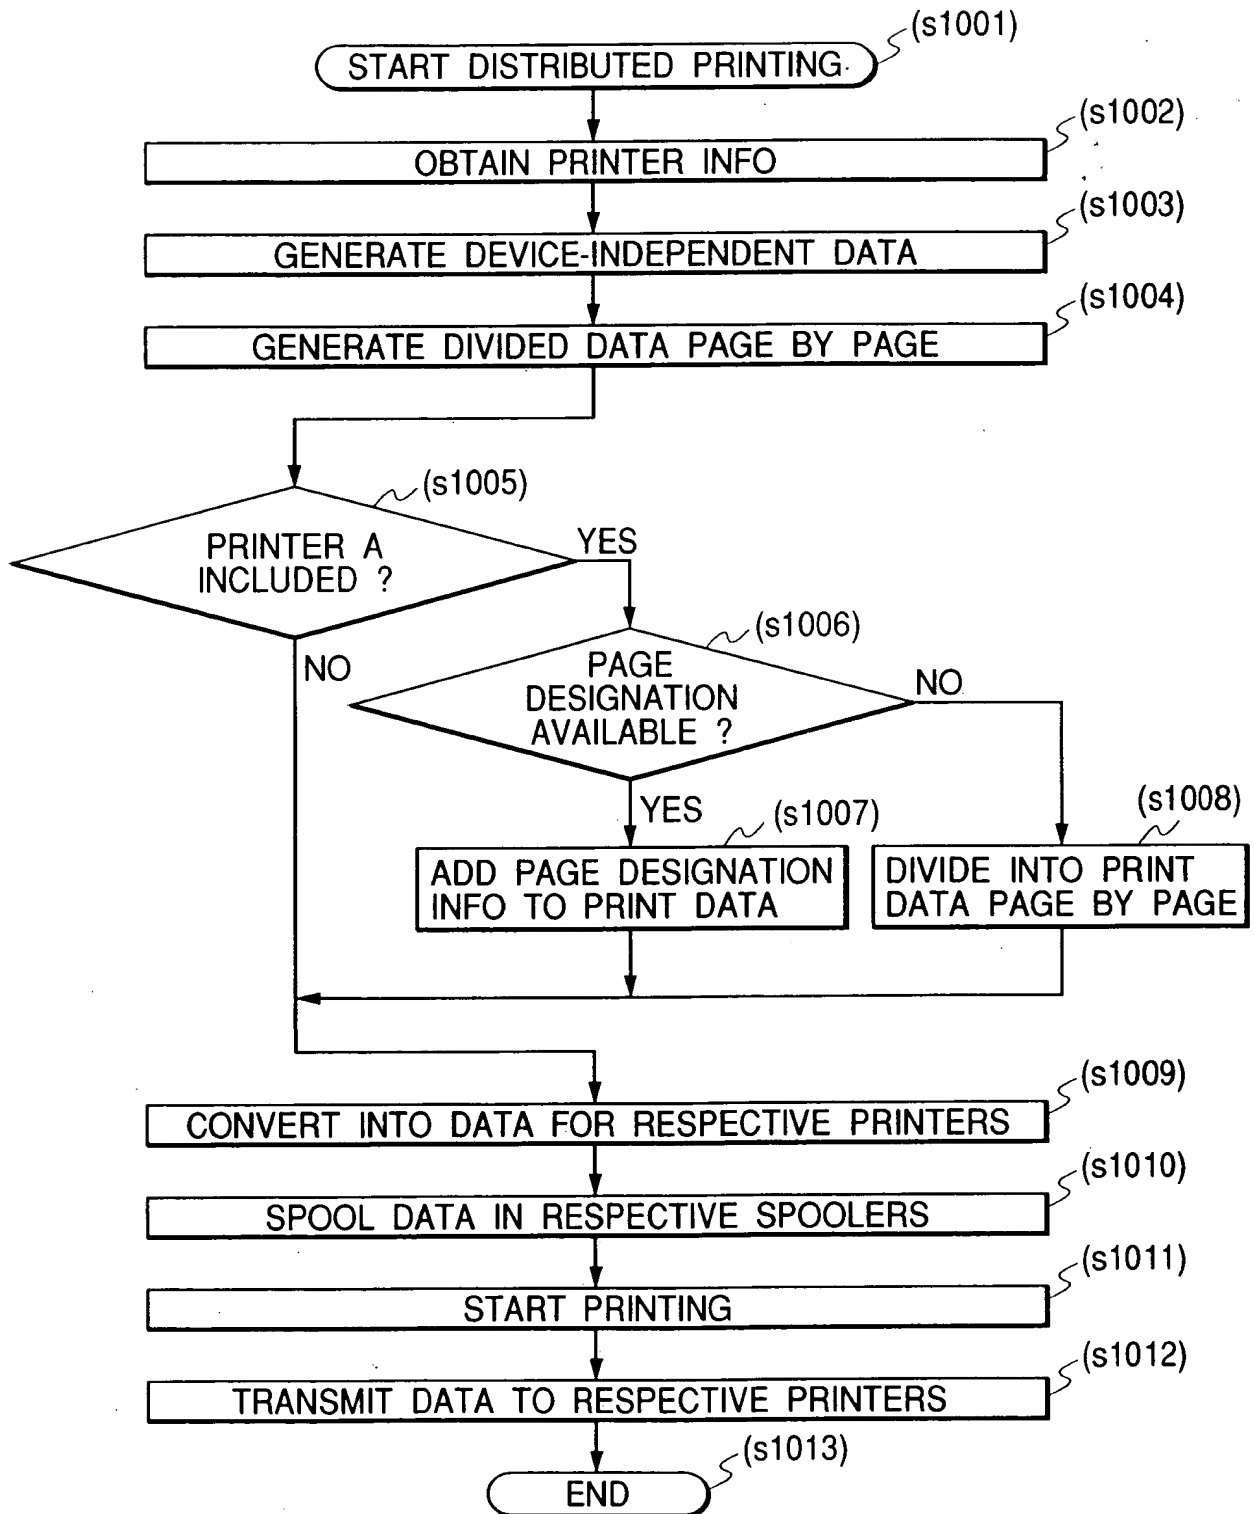 (s1001)
START DISTRIBUTED PRINTING
(s1002)
OBTAIN PRINTER INFO
(s1003)
GENERATE DEVICE-INDEPENDENT DATA
(s1004)
GENERATE DIVIDED DATA PAGE BY PAGE
(s1005)
PRINTER A
INCLUDED ?
YES
NO
(s1006)
PAGE
DESIGNATION
AVAILABLE ?
NO
YES
(s1007)
ADD PAGE DESIGNATION
INFO TO PRINT DATA
(s1008)
DIVIDE INTO PRINT
DATA PAGE BY PAGE
(s1009)
CONVERT INTO DATA FOR RESPECTIVE PRINTERS
(s1010)
SPOOL DATA IN RESPECTIVE SPOOLERS
(s1011)
START PRINTING
(s1012)
TRANSMIT DATA TO RESPECTIVE PRINTERS
(s1013)
END